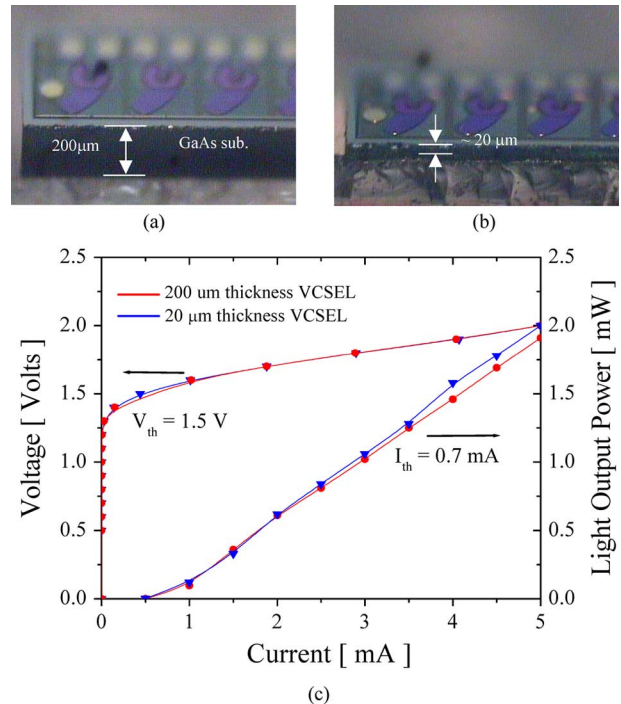 200μm
GaAs sub.
~ 20 μm
(a)
(b)
200 um thickness VCSEL
20 μm thickness VCSEL
V_th = 1.5 V
I_th = 0.7 mA
Voltage [ Volts]
2.5
2.0
1.5
1.0
0.5
0.0
Light Output Power [ mW]
2.5
2.0
1.5
1.0
0.5
0.0
0 1 2 3 4 5
Current [ mA ]
(c)